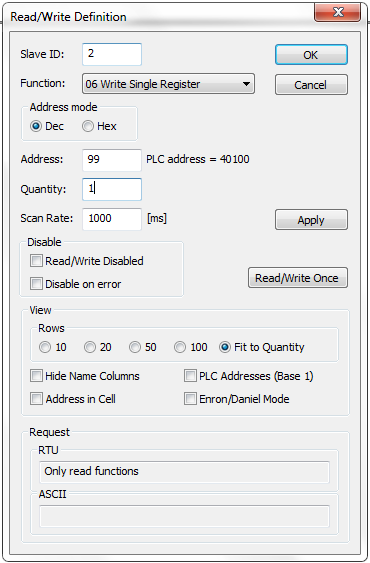 Read/Write Definition
Slave ID: 2 OK
Function: 06 Write Single Register Cancel
Address mode
Dec Hex
Address: 99 PLC address = 40100
Quantity: 1
Scan Rate: 1000 [ms] Apply
Disable
Read/Write Disabled
Disable on error
Read/Write Once
View
Rows
10 20 50 100 Fit to Quantity
Hide Name Columns PLC Addresses (Base 1)
Address in Cell Enron/Daniel Mode
Request
RTU
Only read functions
ASCII